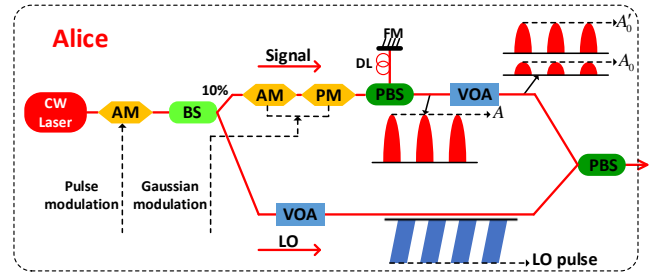 Alice
Signal
FM
DL
A'₀
A₀
10%
CW
Laser
AM
BS
AM
PM
PBS
VOA
A
PBS
Pulse
modulation
Gaussian
modulation
VOA
LO
LO pulse